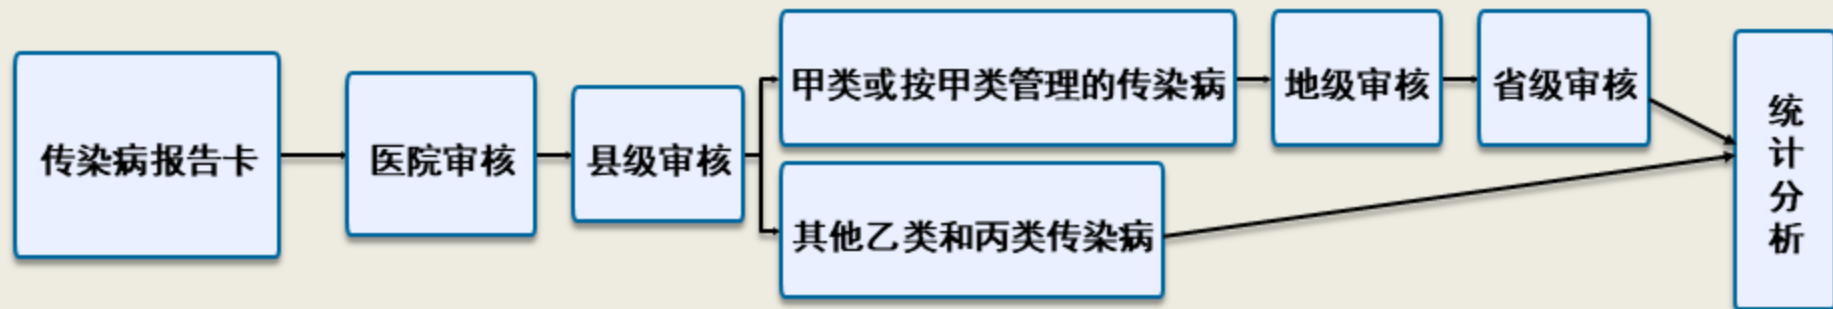 传染病报告卡
医院审核
县级审核
甲类或按甲类管理的传染病
地级审核
省级审核
其他乙类和丙类传染病
统
计
分
析